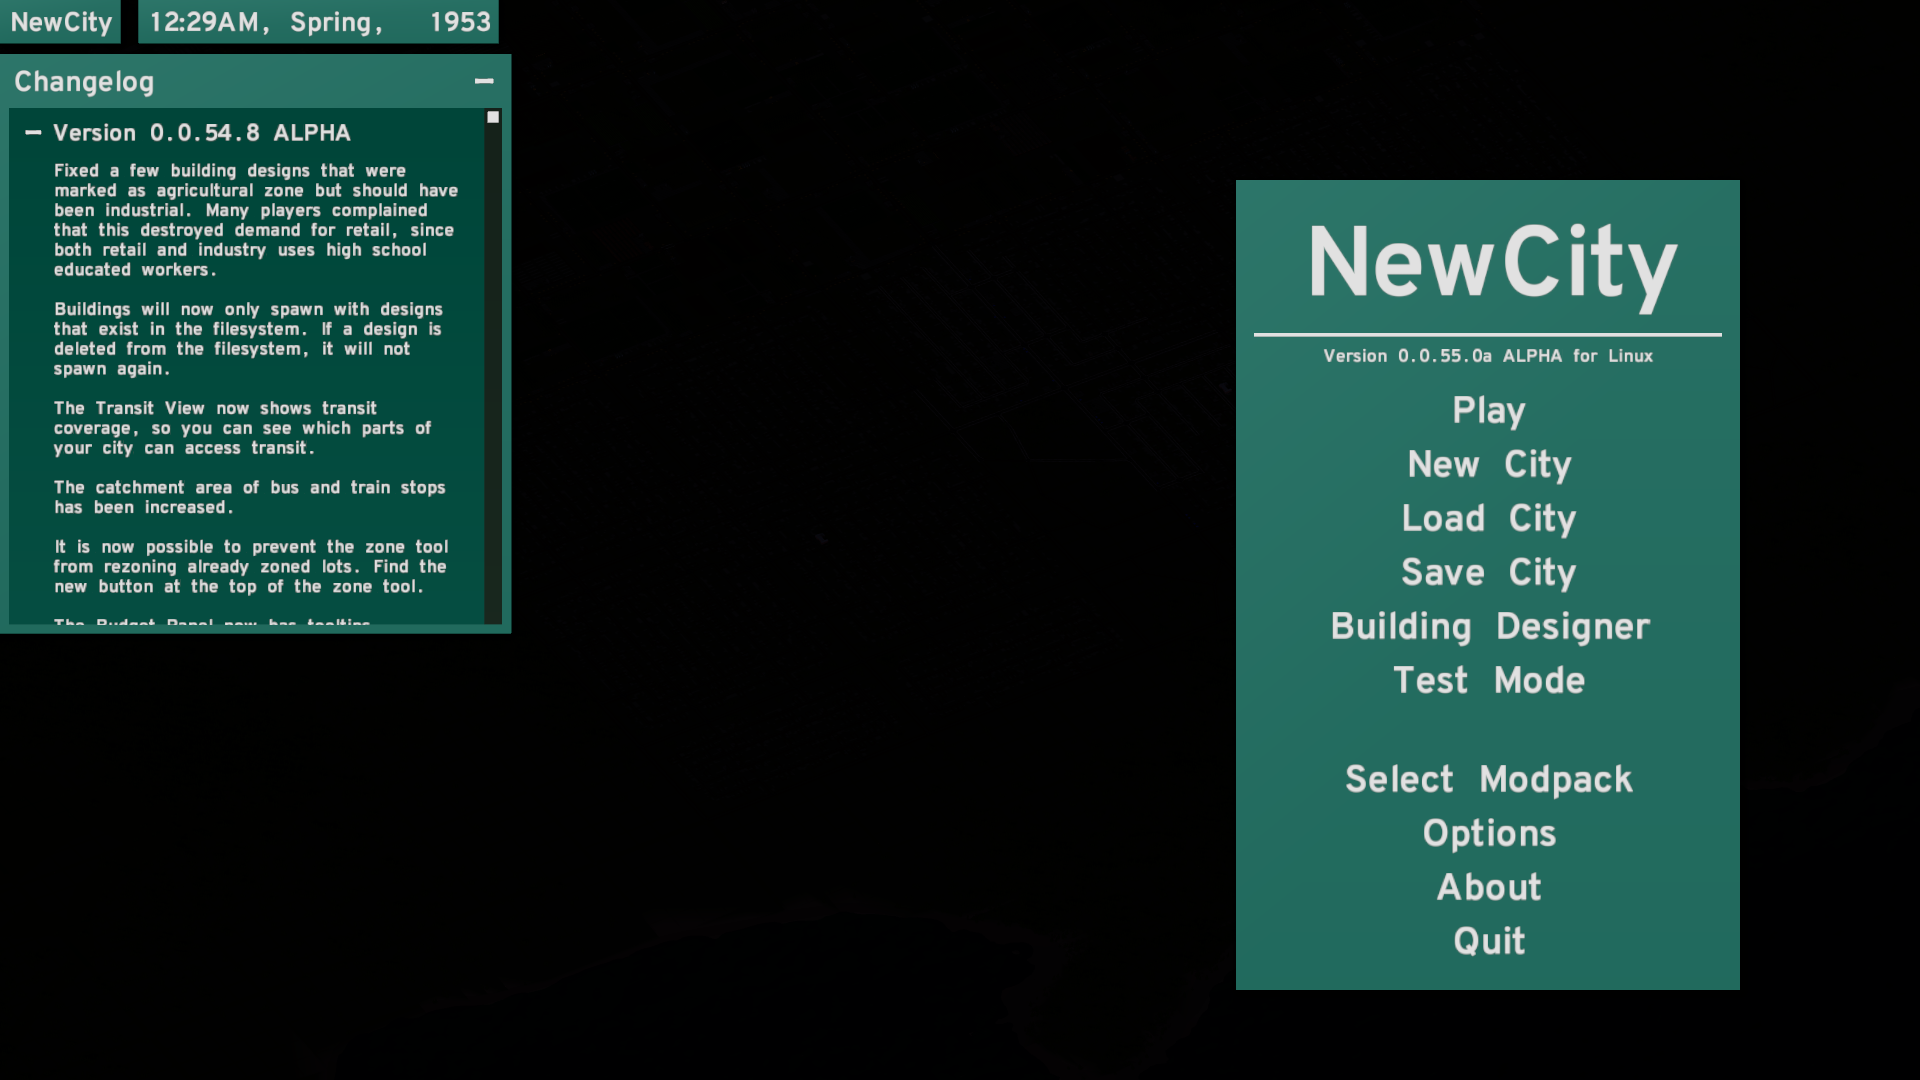 NewCity
12:29AM, Spring, 1953
Changelog
Version 0.0.54.8 ALPHA
Fixed a few building designs that were
marked as agricultural zone but should have
been industrial. Many players complained
that this destroyed demand for retail, since
both retail and industry uses high school
educated workers.
Buildings will now only spawn with designs
that exist in the filesystem. If a design is
deleted from the filesystem, it will not
spawn again.
The Transit View now shows transit
coverage, so you can see which parts of
your city can access transit.
The catchment area of bus and train stops
has been increased.
It is now possible to prevent the zone tool
from rezoning already zoned lots. Find the
new button at the top of the zone tool.
The Budget Panel now has tooltips
NewCity
Version 0.0.55.0a ALPHA for Linux
Play
New City
Load City
Save City
Building Designer
Test Mode
Select Modpack
Options
About
Quit